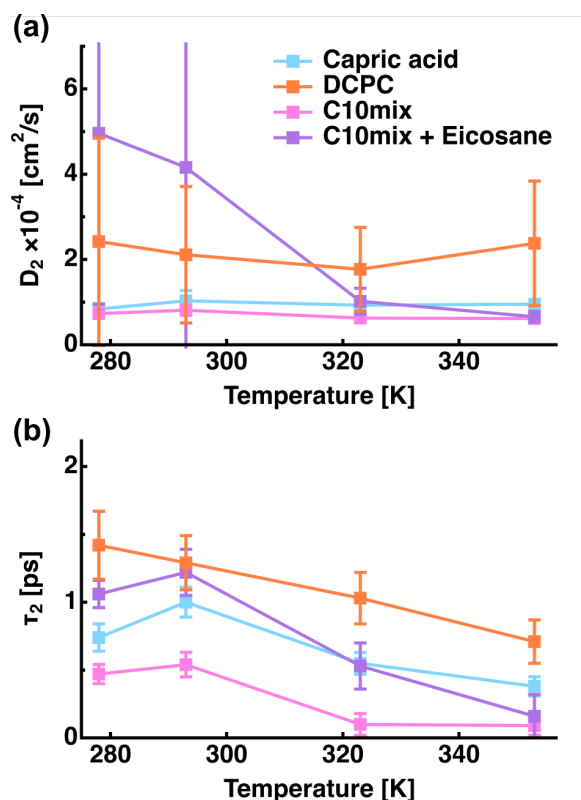 (a)
Capric acid
DCPC
C10mix
C10mix + Eicosane
D₂ ×10⁻⁴ [cm²/s]
6
4
2
0
280 300 320 340
Temperature [K]
(b)
τ₂ [ps]
2
1
0
280 300 320 340
Temperature [K]